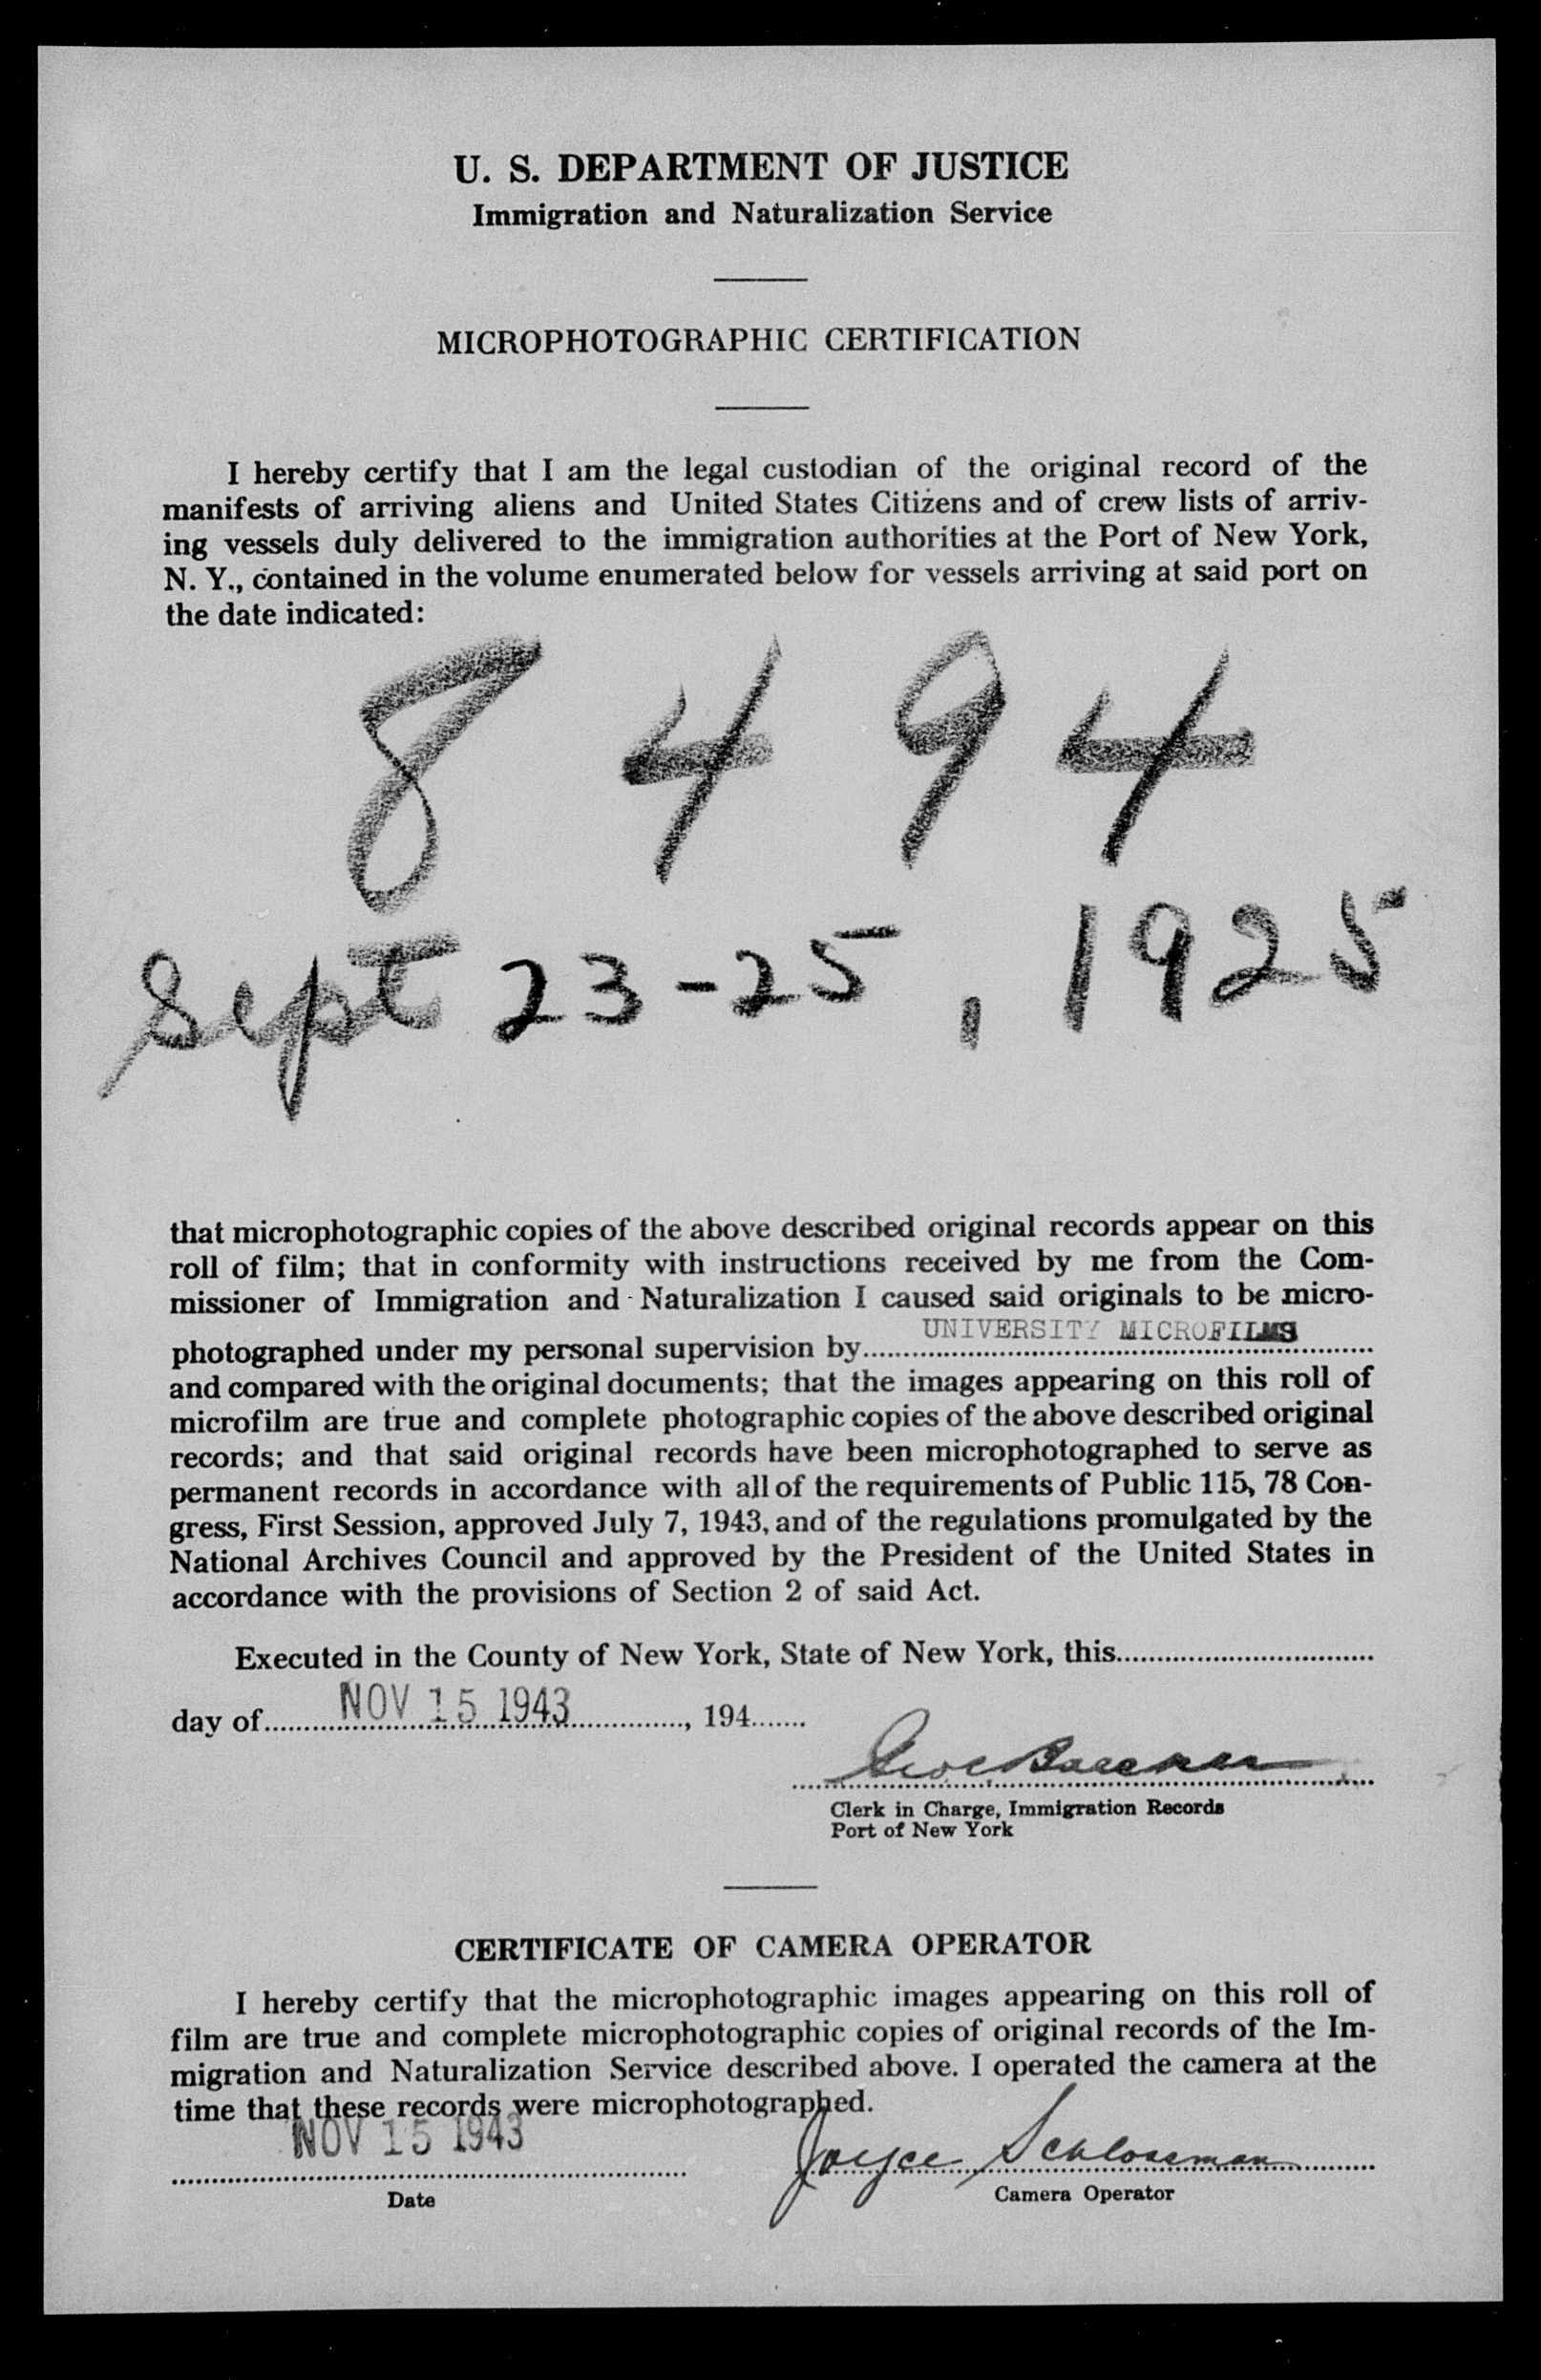 U. S. DEPARTMENT OF JUSTICE
Immigration and Naturalization Service
MICROPHOTOGRAPHIC CERTIFICATION
I hereby certify that I am the legal custodian of the original record of the
manifests of arriving aliens and United States Citizens and of crew lists of arriv-
ing vessels duly delivered to the immigration authorities at the Port of New York,
N. Y., contained in the volume enumerated below for vessels arriving at said port on
the date indicated:
8494
Sept 23-25, 1925
that microphotographic copies of the above described original records appear on this
roll of film; that in conformity with instructions received by me from the Com-
missioner of Immigration and Naturalization I caused said originals to be micro-
UNIVERSITY MICROFILMS
photographed under my personal supervision by
and compared with the original documents; that the images appearing on this roll of
microfilm are true and complete photographic copies of the above described original
records; and that said original records have been microphotographed to serve as
permanent records in accordance with all of the requirements of Public 115, 78 Con-
gress, First Session, approved July 7, 1943, and of the regulations promulgated by the
National Archives Council and approved by the President of the United States in
accordance with the provisions of Section 2 of said Act.
Executed in the County of New York, State of New York, this
day of NOV 15 1943, 194
Clerk in Charge, Immigration Records
Port of New York
CERTIFICATE OF CAMERA OPERATOR
I hereby certify that the microphotographic images appearing on this roll of
film are true and complete microphotographic copies of original records of the Im-
migration and Naturalization Service described above. I operated the camera at the
time that these records were microphotographed.
NOV 15 1943 Joyce Schlossman
Date Camera Operator